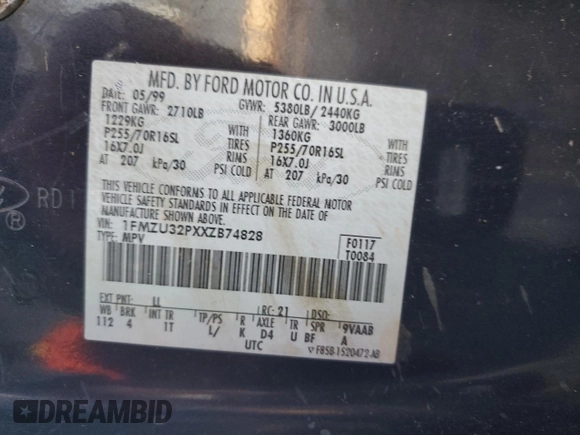 MFD. BY FORD MOTOR CO. IN U.S.A.
DATE: 05/99 GVWR: 5380LB/ 2440KG
FRONT GAWR: 2710LB REAR GAWR: 3000LB
1229KG WITH 1360KG WITH
P255/70R16SL TIRES P255/70R16SL TIRES
16X7.0J RIMS 16X7.0J RIMS
AT 207 kPa/30 PSI COLD AT 207 kPa/30 PSI COLD
THIS VEHICLE CONFORMS TO ALL APPLICABLE FEDERAL MOTOR
VEHICLE SAFETY STANDARDS IN EFFECT ON THE DATE OF
MANUFACTURE SHOWN ABOVE.
VIN: 1FMZU32PXXZB74828 F0117
TYPE: MPV T0084
EXT PNT: LL RC: 21 DSO:
WB BRK INT TR TP/PS R AXLE TR SPR 9VAAB
112 4 1T L/ K D4 U BF A
UTC
▽ F85B-1520472-AB
RD1
®
DREAMBID